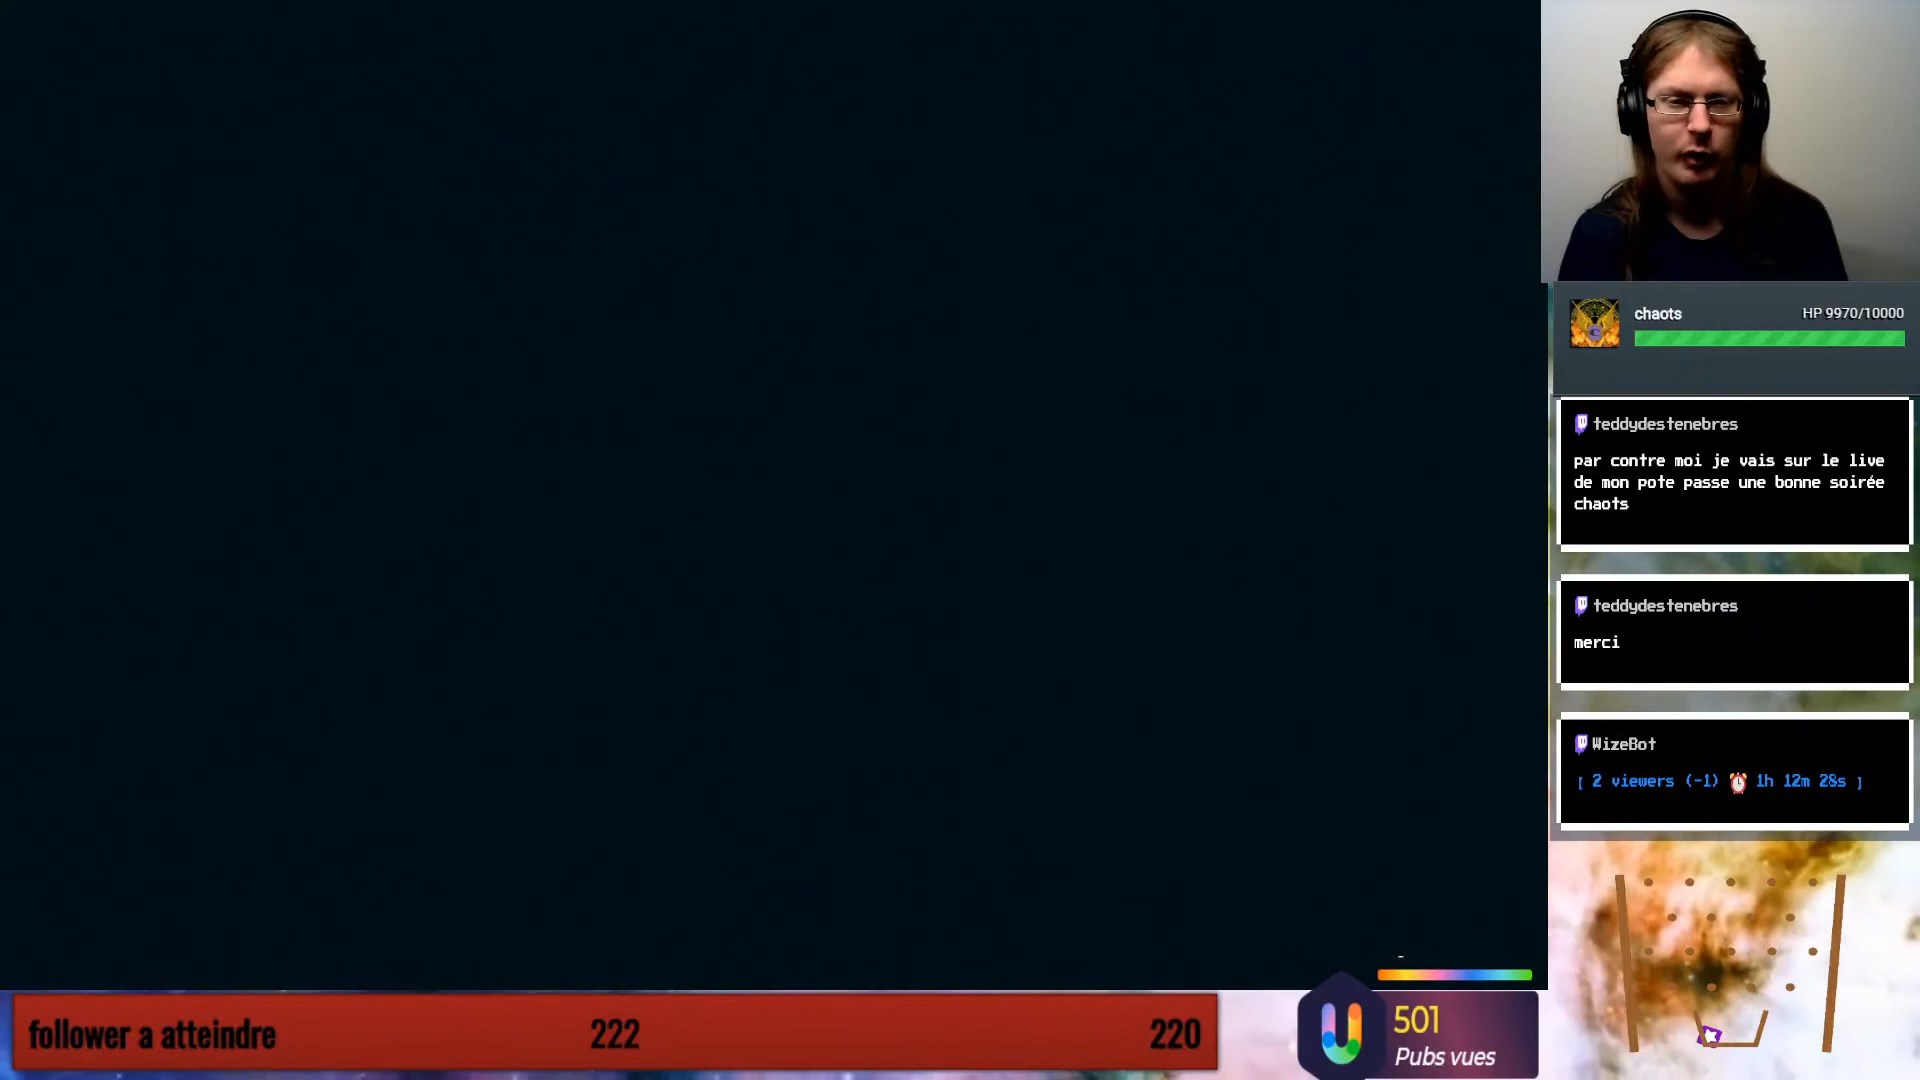 chaots
HP 9970/10000
teddydestenebres
par contre moi je vais sur le live
de mon pote passe une bonne soirée
chaots
teddydestenebres
merci
WizeBot
[ 2 viewers (-1) ⏰ 1h 12m 28s ]
follower a atteindre 222 220
501
Pubs vues